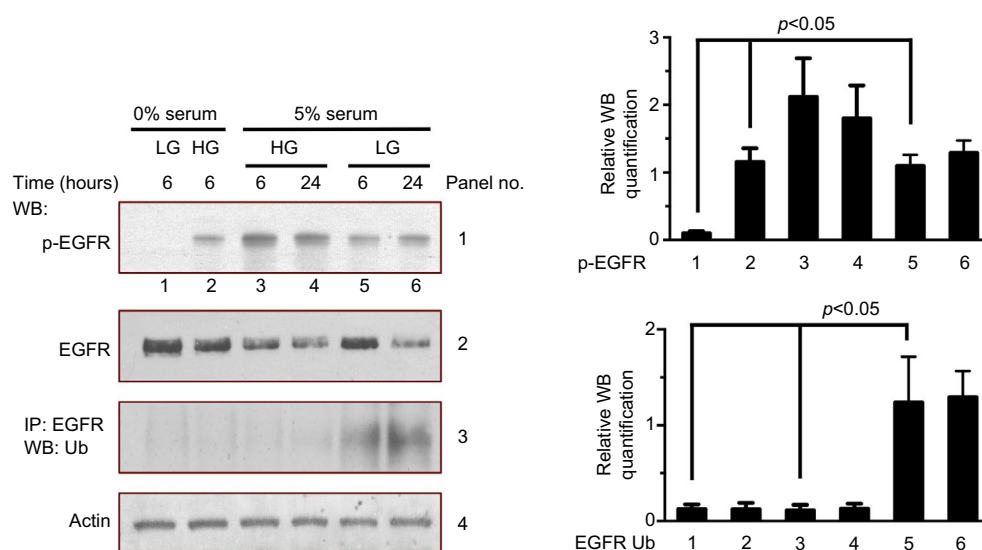 0% serum 5% serum
LG HG HG LG
Time (hours) 6 6 6 24 6 24 Panel no.
WB:
p-EGFR 1
1 2 3 4 5 6
EGFR 2
IP: EGFR
WB: Ub 3
Actin 4
p<0.05
3
2
1
0
Relative WB
quantification
p-EGFR 1 2 3 4 5 6
p<0.05
2
1
0
Relative WB
quantification
EGFR Ub 1 2 3 4 5 6